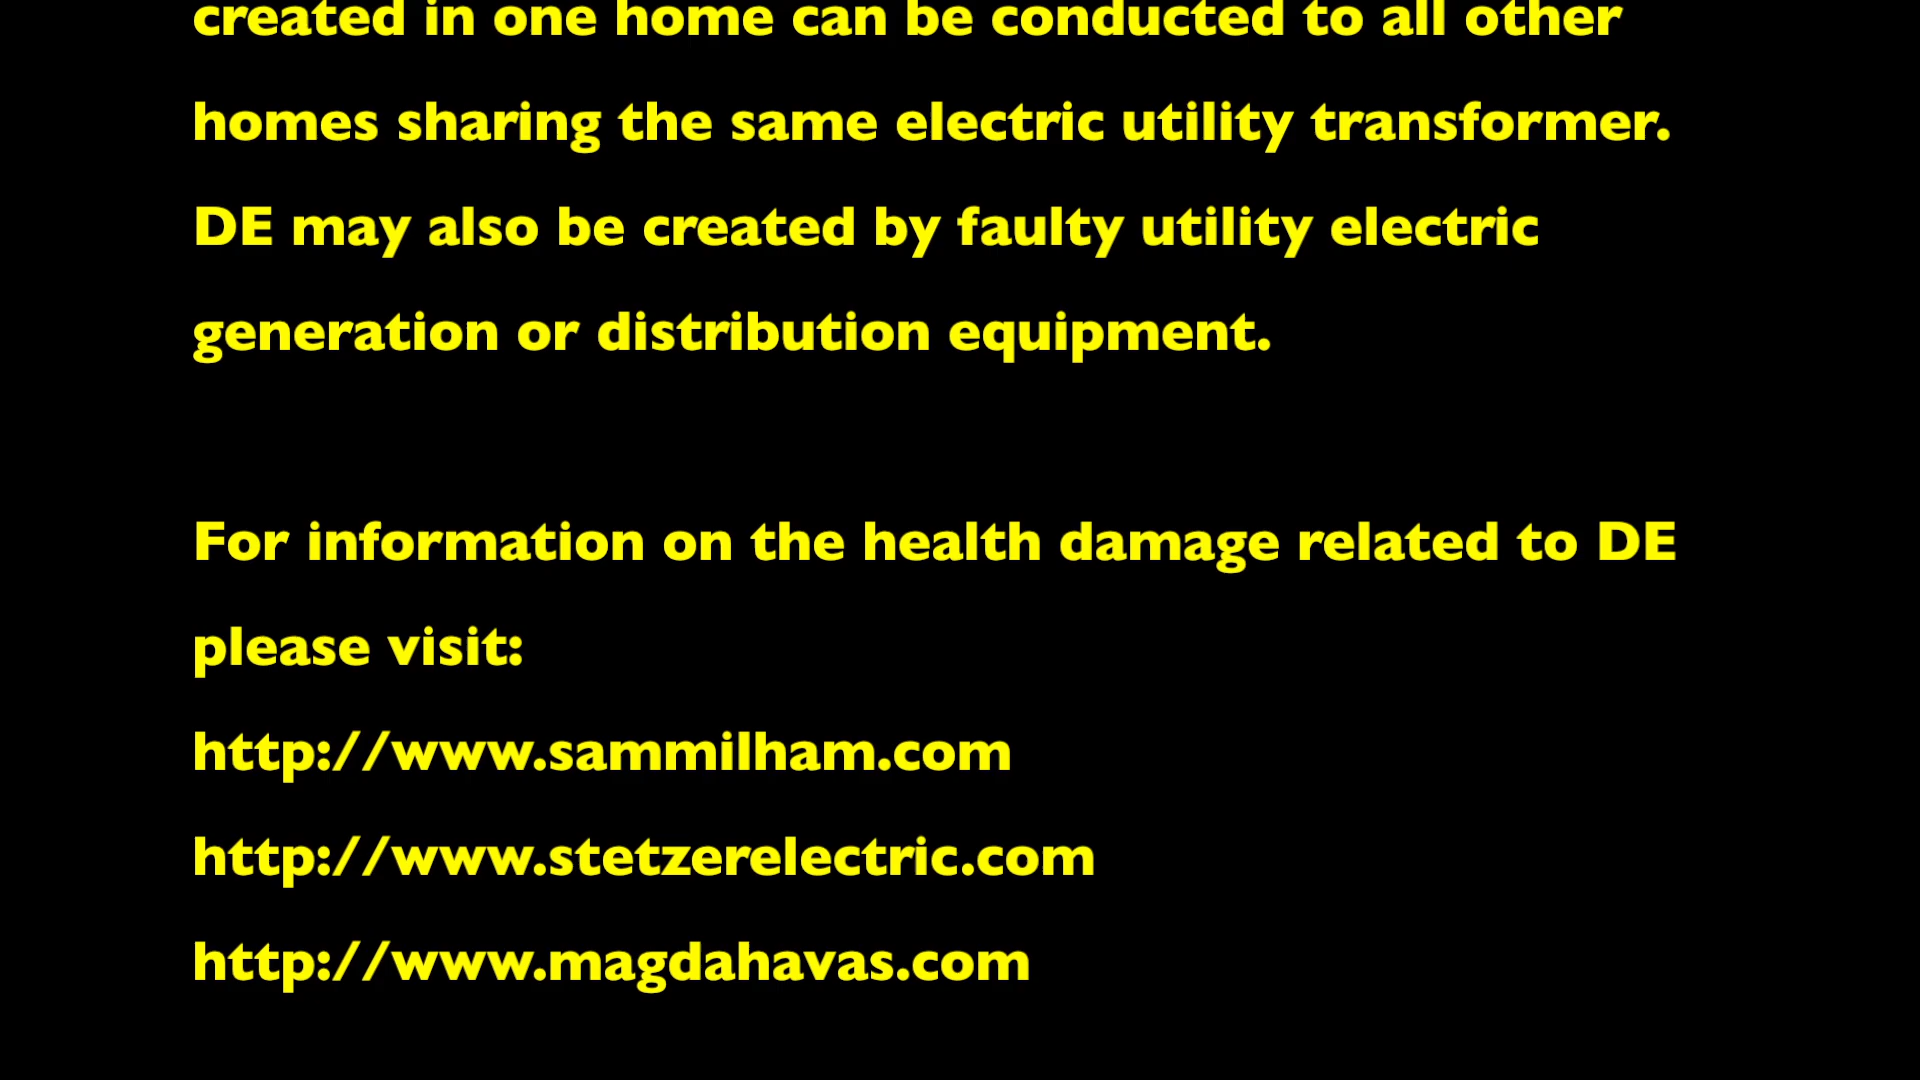 created in one home can be conducted to all other
homes sharing the same electric utility transformer.
DE may also be created by faulty utility electric
generation or distribution equipment.
For information on the health damage related to DE
please visit:
http://www.sammilham.com
http://www.stetzerelectric.com
http://www.magdahavas.com